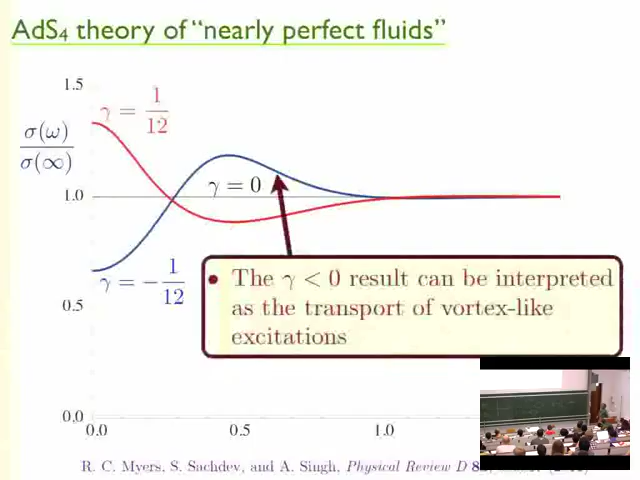 AdS4 theory of “nearly perfect fluids”
1.5
γ = 1/12
σ(ω)/σ(∞)
γ = 0
1.0
γ = −1/12
• The γ < 0 result can be interpreted
as the transport of vortex-like
excitations
0.5
0.0
0.0 0.5 1.0
R. C. Myers, S. Sachdev, and A. Singh, Physical Review D